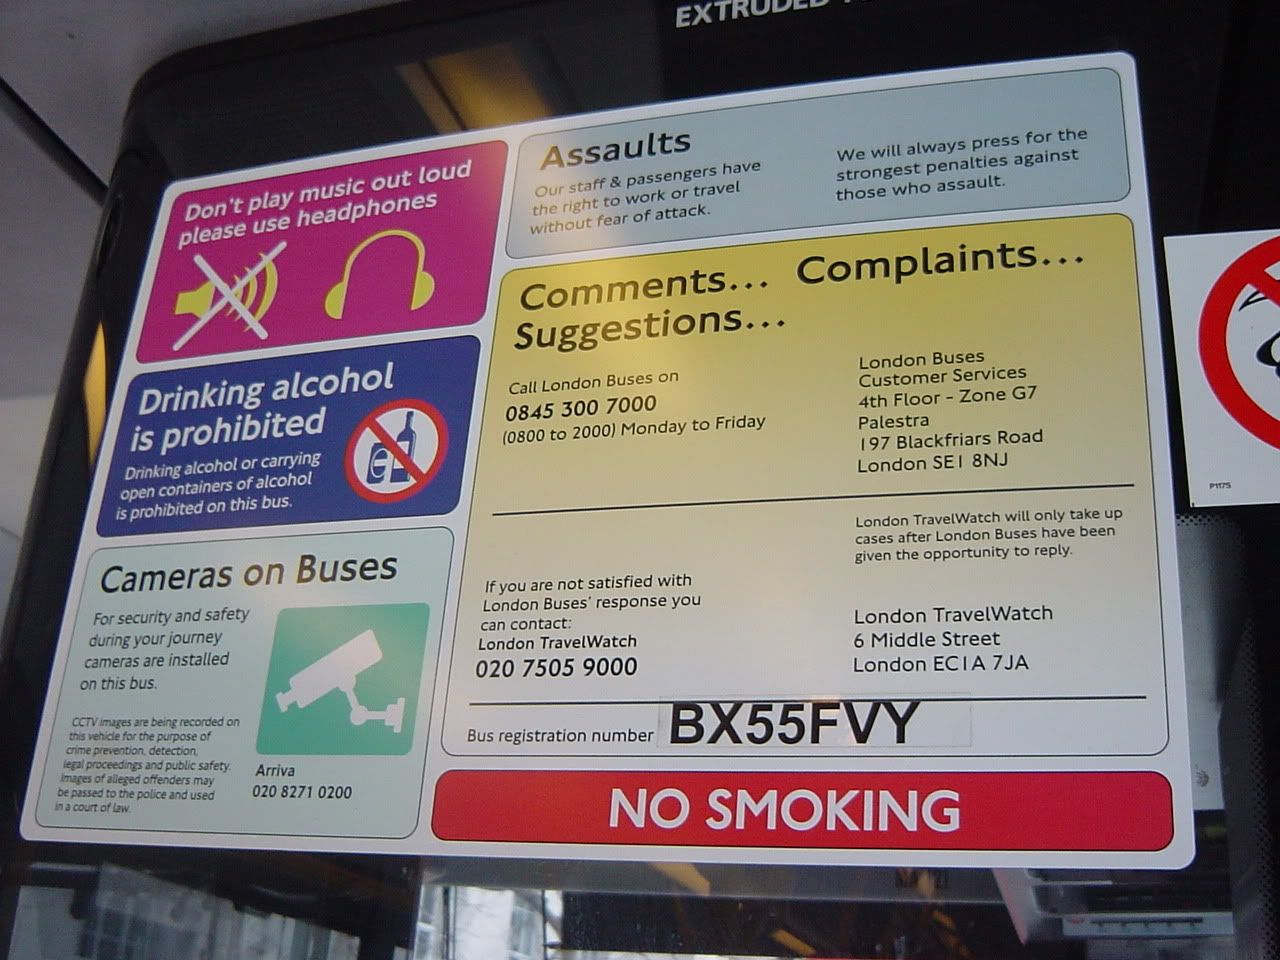 EXTRUDED
Don't play music out loud
please use headphones
Drinking alcohol
is prohibited
Drinking alcohol or carrying
open containers of alcohol
is prohibited on this bus.
Cameras on Buses
For security and safety
during your journey
cameras are installed
on this bus.
CCTV images are being recorded on
this vehicle for the purpose of
crime prevention, detection,
legal proceedings and public safety.
Images of alleged offenders may
be passed to the police and used
in a court of law.
Arriva
020 8271 0200
Assaults
Our staff & passengers have
the right to work or travel
without fear of attack.
We will always press for the
strongest penalties against
those who assault.
Comments... Complaints...
Suggestions...
Call London Buses on
0845 300 7000
(0800 to 2000) Monday to Friday
London Buses
Customer Services
4th Floor - Zone G7
Palestra
197 Blackfriars Road
London SE1 8NJ
If you are not satisfied with
London Buses' response you
can contact:
London TravelWatch
020 7505 9000
London TravelWatch will only take up
cases after London Buses have been
given the opportunity to reply.
London TravelWatch
6 Middle Street
London EC1A 7JA
Bus registration number BX55FVY
NO SMOKING
P1175